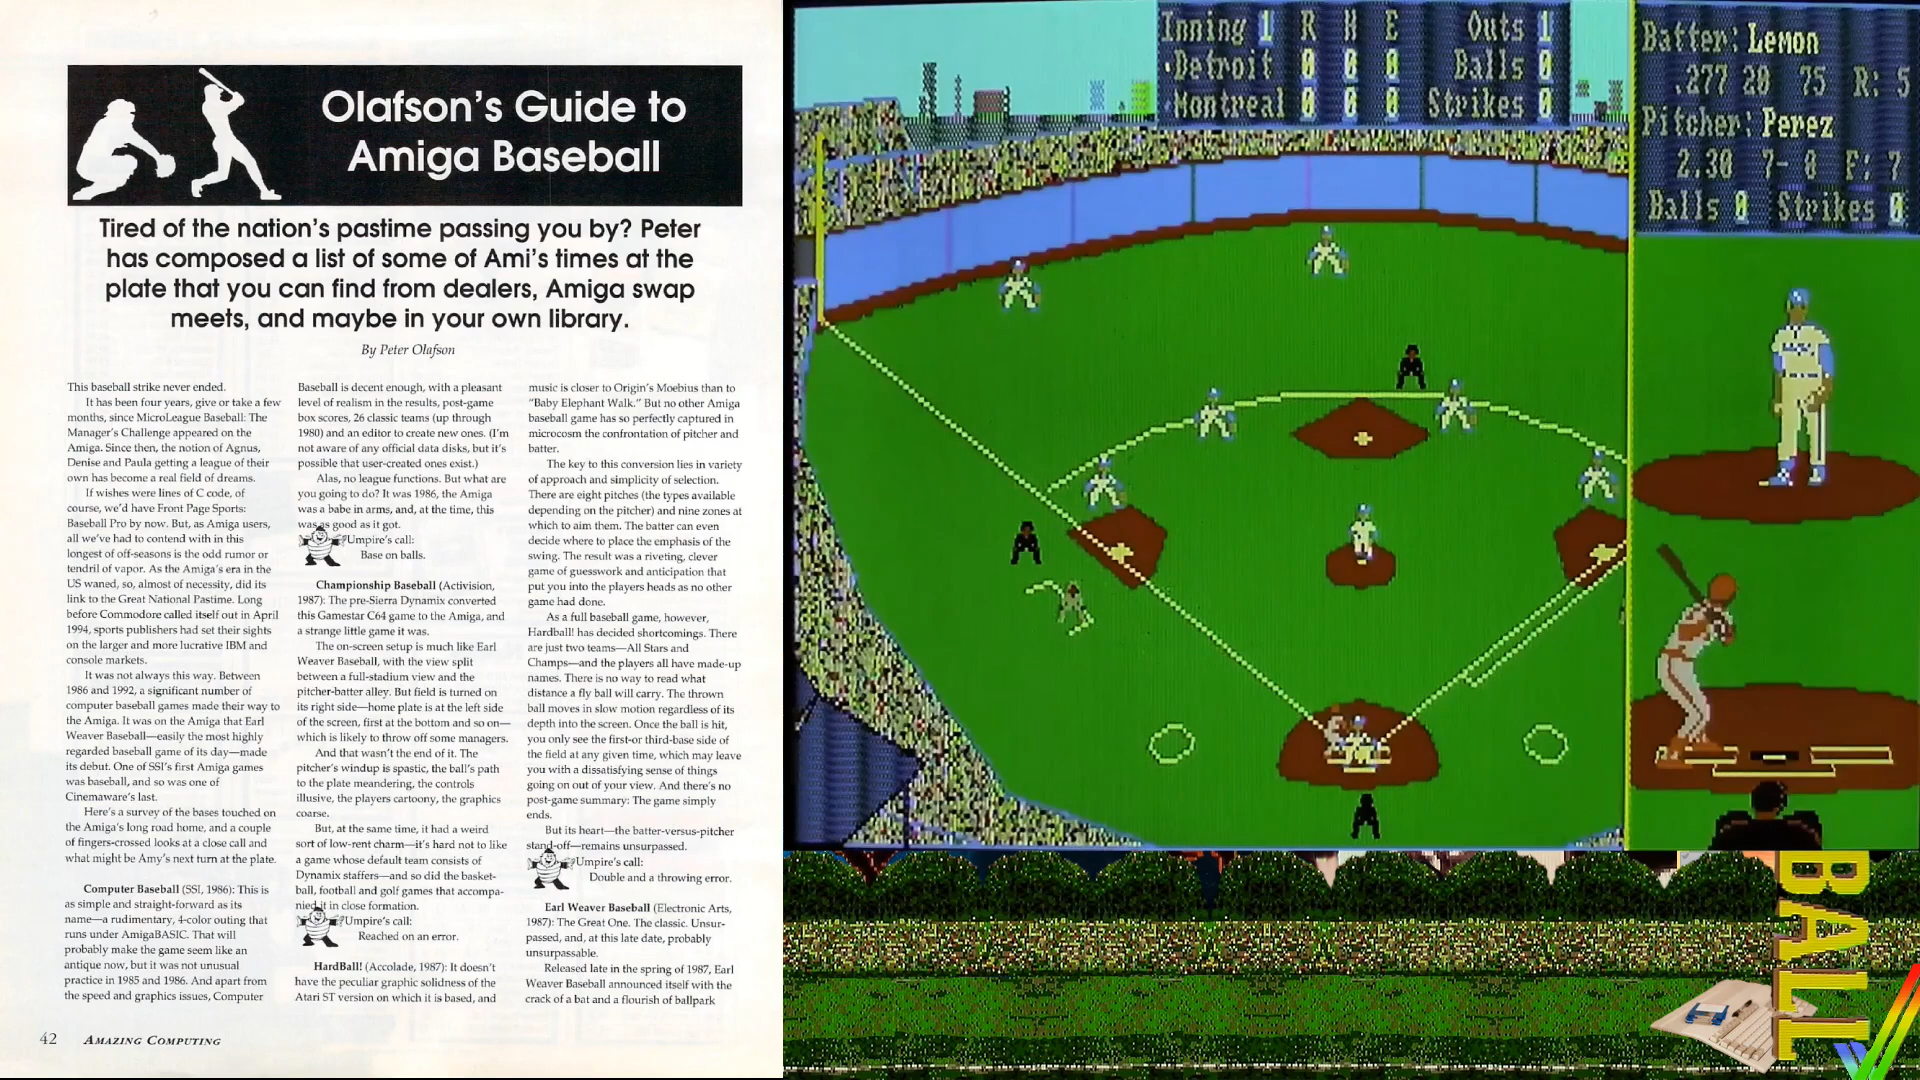 Olafson's Guide to
Amiga Baseball
Tired of the nation's pastime passing you by? Peter
has composed a list of some of Ami's times at the
plate that you can find from dealers, Amiga swap
meets, and maybe in your own library.
By Peter Olafson
This baseball strike never ended.
It has been four years, give or take a few
months, since MicroLeague Baseball: The
Manager's Challenge appeared on the
Amiga. Since then, the notion of Agnus,
Denise and Paula getting a league of their
own has become a real field of dreams.
If wishes were lines of C code, of
course, we'd have Front Page Sports:
Baseball Pro by now. But, as Amiga users,
all we've had to contend with in this
longest of off-seasons is the odd rumor or
tendril of vapor. As the Amiga's era in the
US waned, so, almost of necessity, did its
link to the Great National Pastime. Long
before Commodore called itself out in April
1994, sports publishers had set their sights
on the larger and more lucrative IBM and
console markets.
It was not always this way. Between
1986 and 1992, a significant number of
computer baseball games made their way to
the Amiga. It was on the Amiga that Earl
Weaver Baseball—easily the most highly
regarded baseball game of its day—made
its debut. One of SSI's first Amiga games
was baseball, and so was one of
Cinemaware's last.
Here's a survey of the bases touched on
the Amiga's long road home, and a couple
of fingers-crossed looks at a close call and
what might be Amy's next turn at the plate.
Computer Baseball (SSI, 1986): This is
as simple and straight-forward as its
name—a rudimentary, 4-color outing that
runs under AmigaBASIC. That will
probably make the game seem like an
antique now, but it was not unusual
practice in 1985 and 1986. And apart from
the speed and graphics issues, Computer
Baseball is decent enough, with a pleasant
level of realism in the results, post-game
box scores, 26 classic teams (up through
1980) and an editor to create new ones. (I'm
not aware of any official data disks, but it's
possible that user-created ones exist.)
Alas, no league functions. But what are
you going to do? It was 1986, the Amiga
was a babe in arms, and, at the time, this
was as good as it got.
Umpire's call:
Base on balls.
Championship Baseball (Activision,
1987): The pre-Sierra Dynamix converted
this Gamestar C64 game to the Amiga, and
a strange little game it was.
The on-screen setup is much like Earl
Weaver Baseball, with the view split
between a full-stadium view and the
pitcher-batter alley. But field is turned on
its right side—home plate is at the left side
of the screen, first at the bottom and so on—
which is likely to throw off some managers.
And that wasn't the end of it. The
pitcher's windup is spastic, the ball's path
to the plate meandering, the controls
illusive, the players cartoony, the graphics
coarse.
But, at the same time, it had a weird
sort of low-rent charm—it's hard not to like
a game whose default team consists of
Dynamix staffers—and so did the basket-
ball, football and golf games that accompa-
nied it in close formation.
Umpire's call:
Reached on an error.
HardBall! (Accolade, 1987): It doesn't
have the peculiar graphic solidness of the
Atari ST version on which it is based, and
music is closer to Origin's Moebius than to
"Baby Elephant Walk." But no other Amiga
baseball game has so perfectly captured in
microcosm the confrontation of pitcher and
batter.
The key to this conversion lies in variety
of approach and simplicity of selection.
There are eight pitches (the types available
depending on the pitcher) and nine zones at
which to aim them. The batter can even
decide where to place the emphasis of the
swing. The result was a riveting, clever
game of guesswork and anticipation that
put you into the players heads as no other
game had done.
As a full baseball game, however,
Hardball! has decided shortcomings. There
are just two teams—All Stars and
Champs—and the players all have made-up
names. There is no way to read what
distance a fly ball will carry. The thrown
ball moves in slow motion regardless of its
depth into the screen. Once the ball is hit,
you only see the first-or third-base side of
the field at any given time, which may leave
you with a dissatisfying sense of things
going on out of your view. And there's no
post-game summary: The game simply
ends.
But its heart—the batter-versus-pitcher
stand-off—remains unsurpassed.
Umpire's call:
Double and a throwing error.
Earl Weaver Baseball (Electronic Arts,
1987): The Great One. The classic. Unsur-
passed, and, at this late date, probably
unsurpassable.
Released late in the spring of 1987, Earl
Weaver Baseball announced itself with the
crack of a bat and a flourish of ballpark
42 AMAZING COMPUTING
Inning 1 R H E Outs 1
Detroit 0 0 0 Balls 0
Montreal 0 0 0 Strikes 0
Batter: Lemon
.277 20 75 R: 5
Pitcher: Perez
2.30 7- 0 F: 7
Balls 0 Strikes 0
BALL